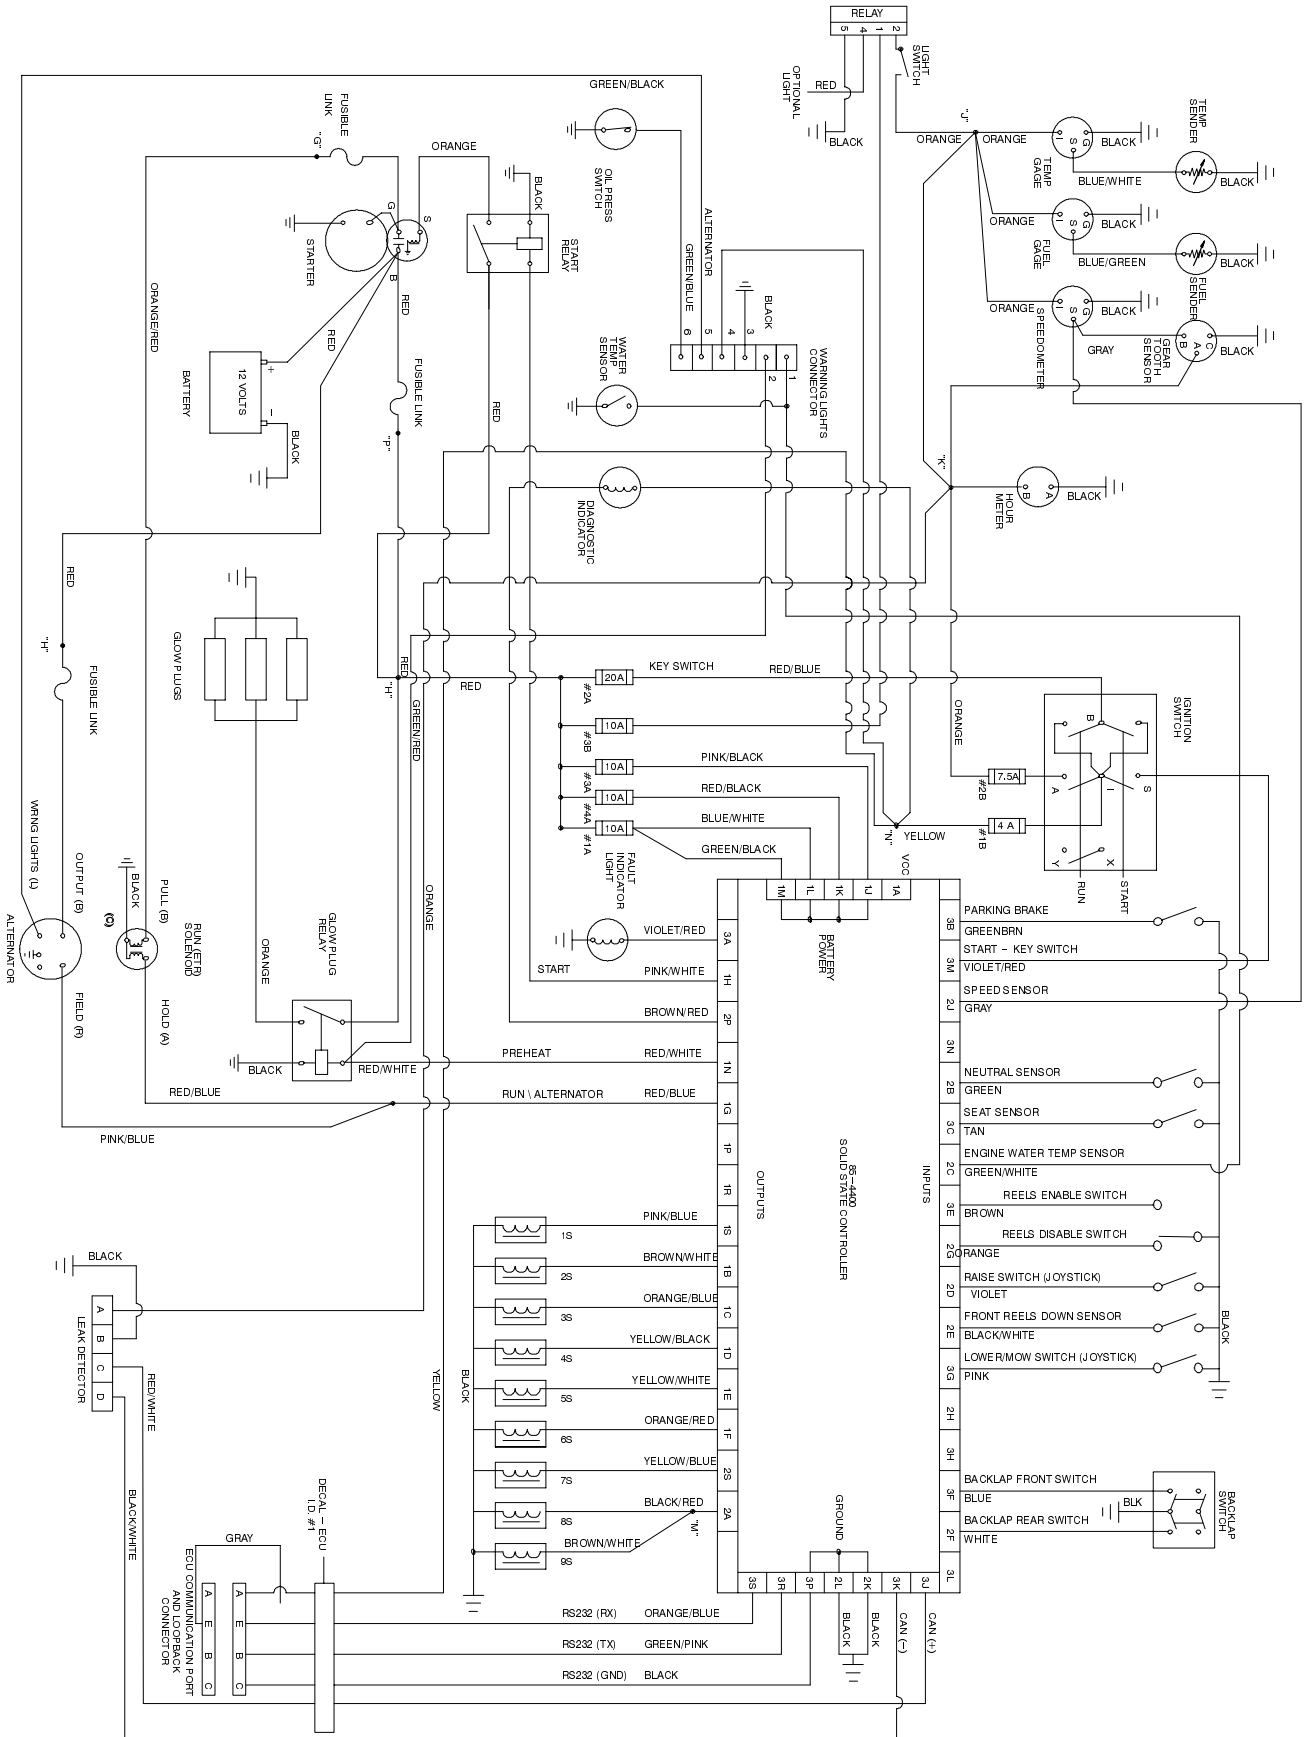 RELAY
5
4
1
2
LIGHT
SWITCH
OPTIONAL
LIGHT
RED
BLACK
"J"
ORANGE
ORANGE
I
S
G
BLACK
TEMP
GAGE
TEMP
SENDER
BLUE/WHITE
BLACK
ORANGE
I
S
G
BLACK
FUEL
GAGE
BLUE/GREEN
BLACK
FUEL
SENDER
ORANGE
I
S
G
BLACK
SPEEDOMETER
GRAY
GEAR
TOOTH
SENSOR
B
A
C
BLACK
GREEN/BLACK
FUSIBLE
LINK
"G"
ORANGE
OIL PRESS
SWITCH
BLACK
START
RELAY
G
S
B
STARTER
RED
RED
ORANGE/RED
ALTERNATOR
GREEN/BLUE
BLACK
6
5
4
3
2
1
WARNING LIGHTS
CONNECTOR
WATER
TEMP
SENSOR
12 VOLTS
+
–
BATTERY
BLACK
FUSIBLE LINK
"P"
RED
"K"
B
A
BLACK
HOUR
METER
DIAGNOSTIC
INDICATOR
RED
"H"
FUSIBLE LINK
GLOW PLUGS
RED
"H"
RED
GREEN/RED
KEY SWITCH
RED/BLUE
20A
#2A
10A
#3B
PINK/BLACK
10A
#3A
RED/BLACK
10A
#4A
BLUE/WHITE
10A
#1A
GREEN/BLACK
ORANGE
IGNITION
SWITCH
B
A
I
S
Y
X
RUN
START
7.5A
#2B
4 A
#1B
"N"
YELLOW
VCC
WRNG LIGHTS (L)
OUTPUT (B)
ALTERNATOR
FIELD (R)
BLACK
PULL (B)
(C)
RUN (ETR)
SOLENOID
HOLD (A)
ORANGE
GLOW PLUG
RELAY
ORANGE
BLACK
RED/WHITE
FAULT
INDICATOR
LIGHT
1M
1L
1K
1J
1A
BATTERY
POWER
VIOLET/RED
3A
START
PINK/WHITE
1H
BROWN/RED
2P
PREHEAT
RED/WHITE
1N
RED/BLUE
RUN \ ALTERNATOR
RED/BLUE
1G
PINK/BLUE
1P
1R
PINK/BLUE
1S
1S
BROWN/WHITE
2S
1B
ORANGE/BLUE
3S
1C
YELLOW/BLACK
4S
1D
YELLOW/WHITE
5S
1E
ORANGE/RED
6S
1F
YELLOW/BLUE
7S
2S
BLACK/RED
8S
2A
"M"
BROWN/WHITE
9S
BLACK
YELLOW
OUTPUTS
85–4400
SOLID STATE CONTROLLER
INPUTS
3B
PARKING BRAKE
GREENBRN
3M
START – KEY SWITCH
VIOLET/RED
2J
SPEED SENSOR
GRAY
3N
2B
NEUTRAL SENSOR
GREEN
3C
SEAT SENSOR
TAN
2C
ENGINE WATER TEMP SENSOR
GREEN/WHITE
3E
REELS ENABLE SWITCH
BROWN
2G
REELS DISABLE SWITCH
ORANGE
2D
RAISE SWITCH (JOYSTICK)
VIOLET
2E
FRONT REELS DOWN SENSOR
BLACK/WHITE
3G
LOWER/MOW SWITCH (JOYSTICK)
PINK
BLACK
2H
3H
3F
BACKLAP FRONT SWITCH
BLUE
2F
BACKLAP REAR SWITCH
WHITE
3L
BLK
BACKLAP
SWITCH
BLACK
A
B
C
D
LEAK DETECTOR
RED/WHITE
BLACK/WHITE
DECAL – ECU
I.D. #1
GRAY
ECU COMMUNICATION PORT
AND LOOPBACK
CONNECTOR
A
E
B
C
A
E
B
C
RS232 (RX)
ORANGE/BLUE
RS232 (TX)
GREEN/PINK
RS232 (GND)
BLACK
GROUND
3S
3R
3P
2L
2K
3K
3J
BLACK
BLACK
CAN (–)
CAN (+)